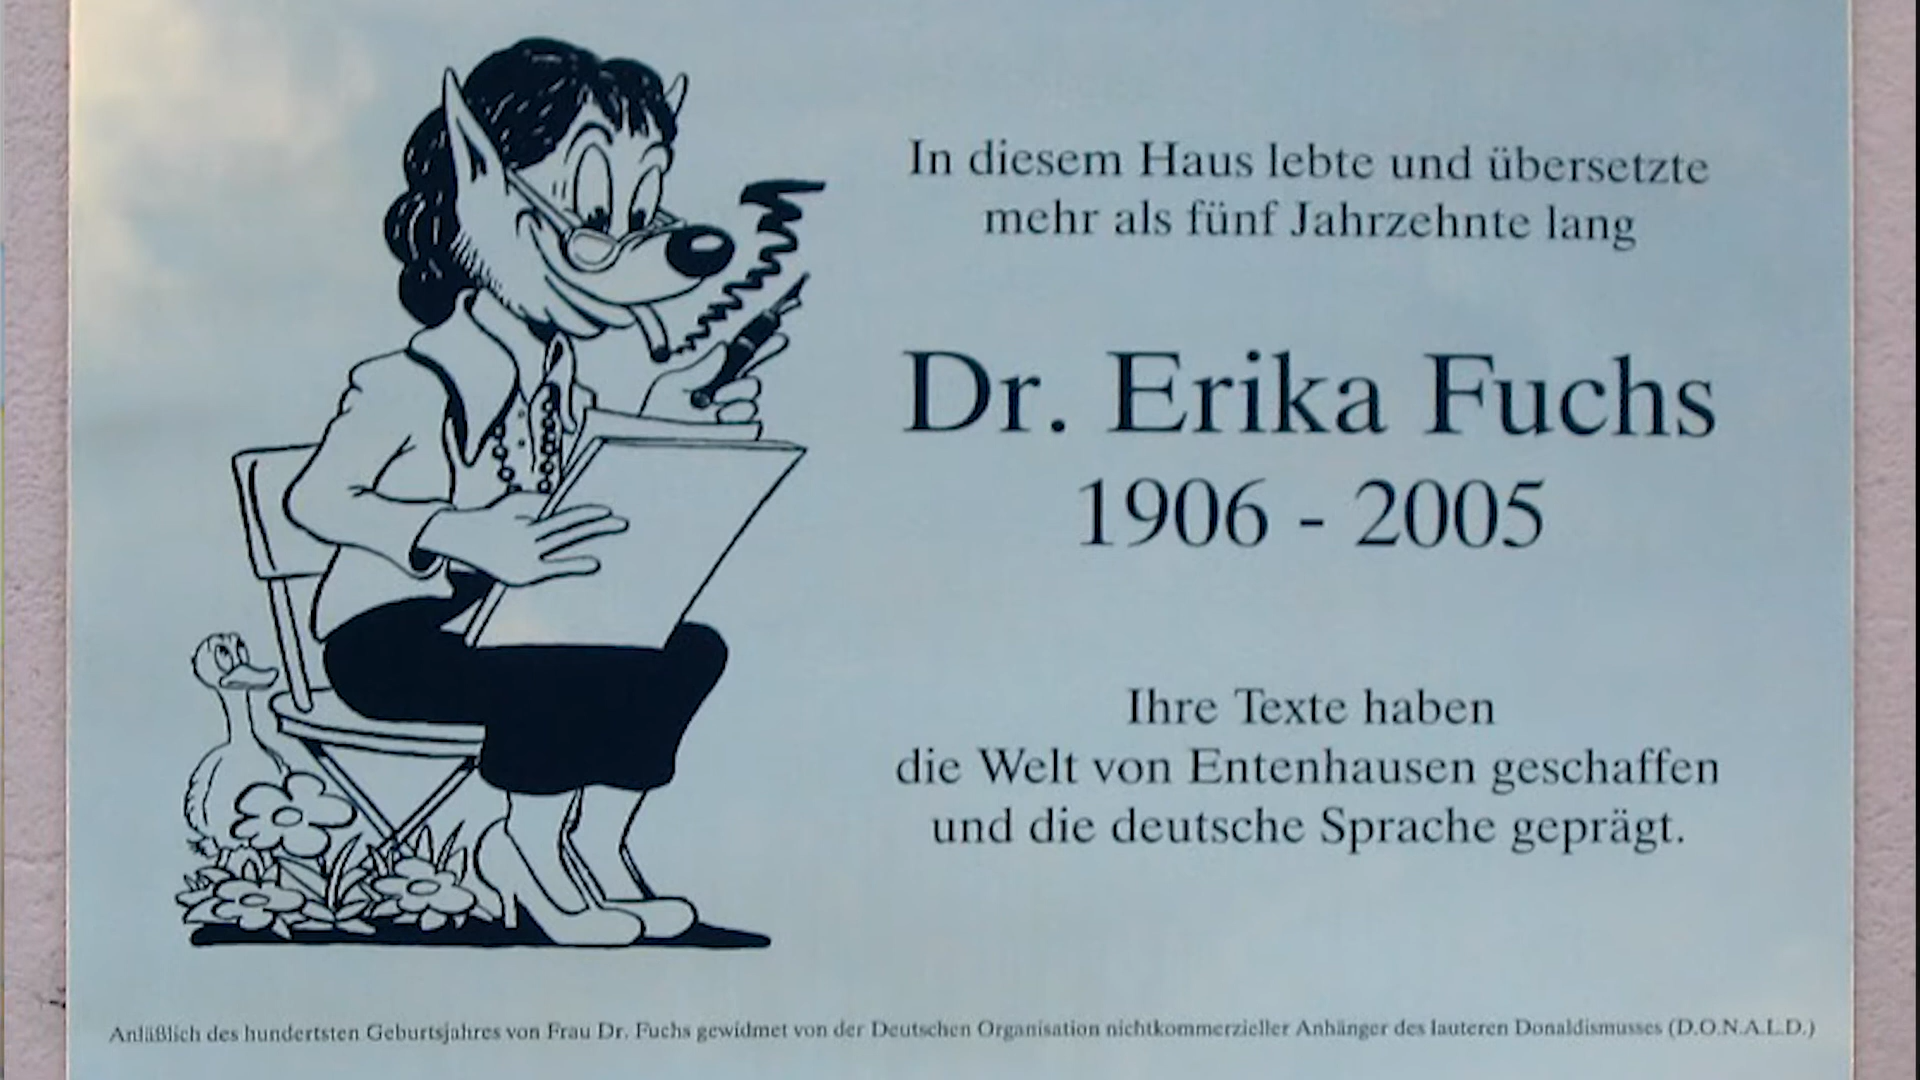 In diesem Haus lebte und übersetzte
mehr als fünf Jahrzehnte lang
Dr. Erika Fuchs
1906 - 2005
Ihre Texte haben
die Welt von Entenhausen geschaffen
und die deutsche Sprache geprägt.
Anläßlich des hundertsten Geburtsjahres von Frau Dr. Fuchs gewidmet von der Deutschen Organisation nichtkommerzieller Anhänger des lauteren Donaldismusses (D.O.N.A.L.D.)